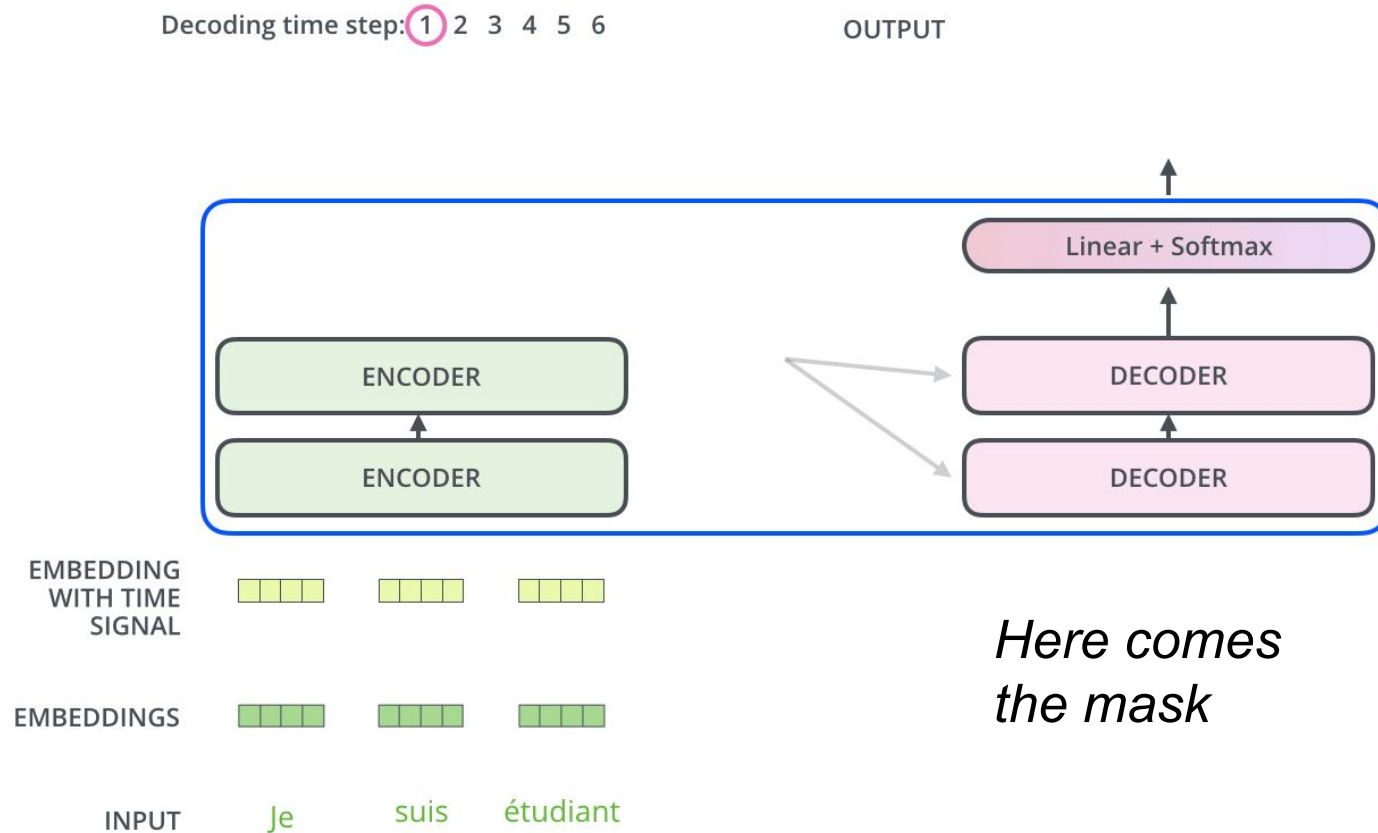 Decoding time step: 1 2 3 4 5 6
OUTPUT
Linear + Softmax
ENCODER
DECODER
ENCODER
DECODER
EMBEDDING
WITH TIME
SIGNAL
Here comes
the mask
EMBEDDINGS
INPUT Je suis étudiant